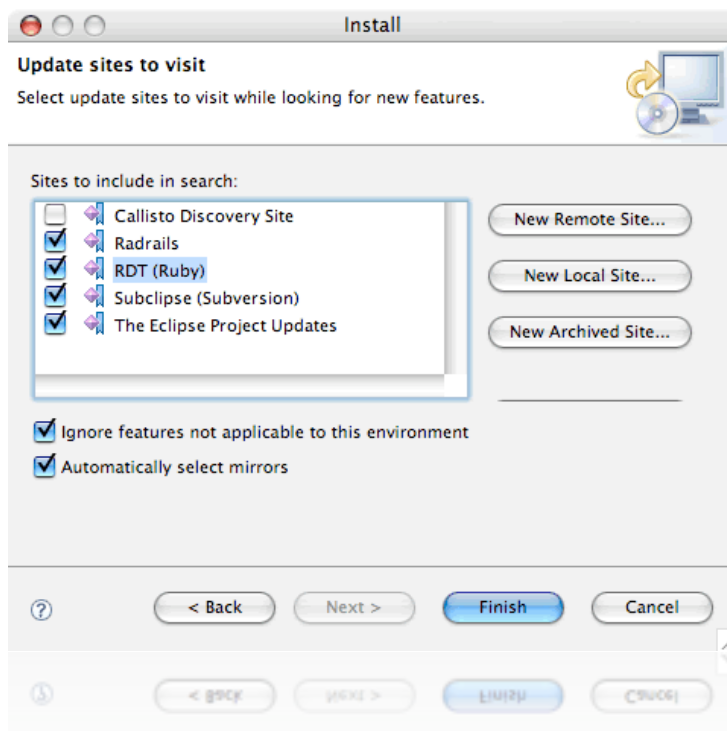 Install
Update sites to visit
Select update sites to visit while looking for new features.
Sites to include in search:
Callisto Discovery Site
Radrails
RDT (Ruby)
Subclipse (Subversion)
The Eclipse Project Updates
New Remote Site...
New Local Site...
New Archived Site...
Ignore features not applicable to this environment
Automatically select mirrors
?
< Back
Next >
Finish
Cancel